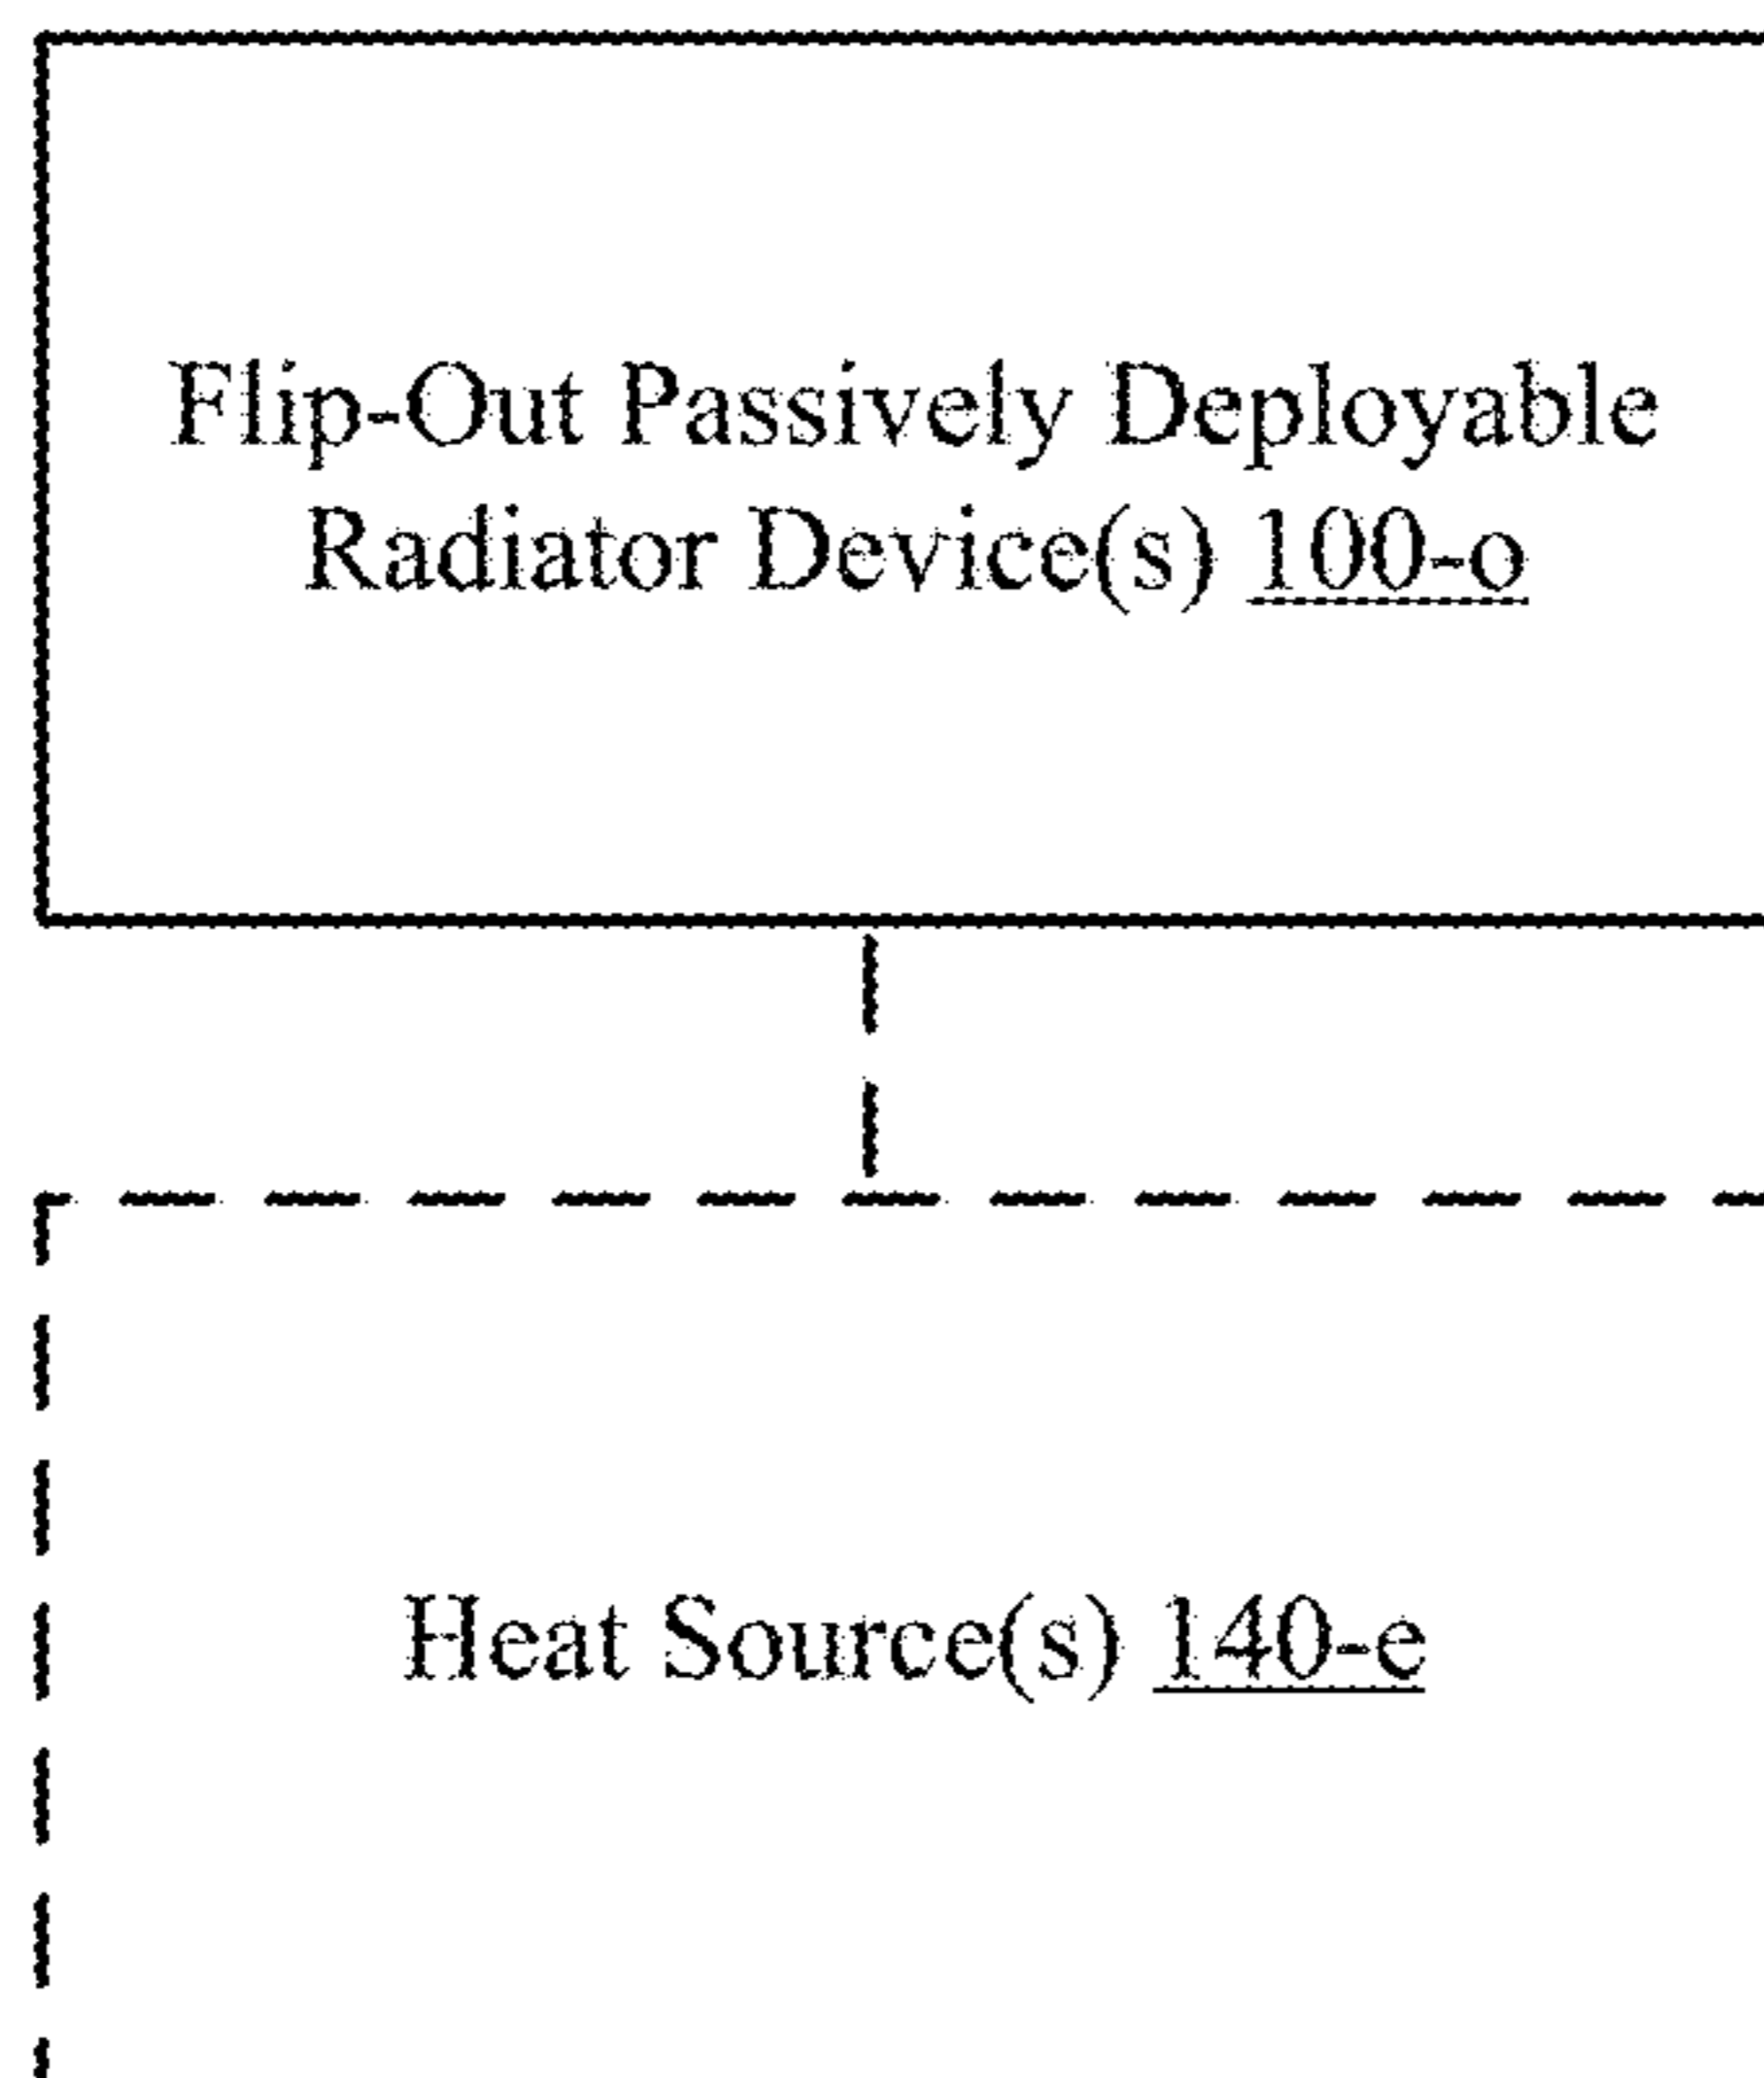 Flip-Out Passively Deployable
Radiator Device(s) 100-o
Heat Source(s) 140-e